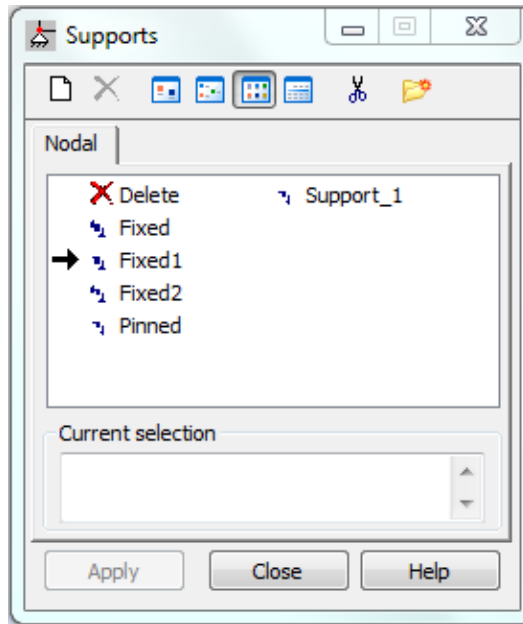 Supports
Nodal
Delete
Fixed
Fixed1
Fixed2
Pinned
Support_1
Current selection
Apply Close Help